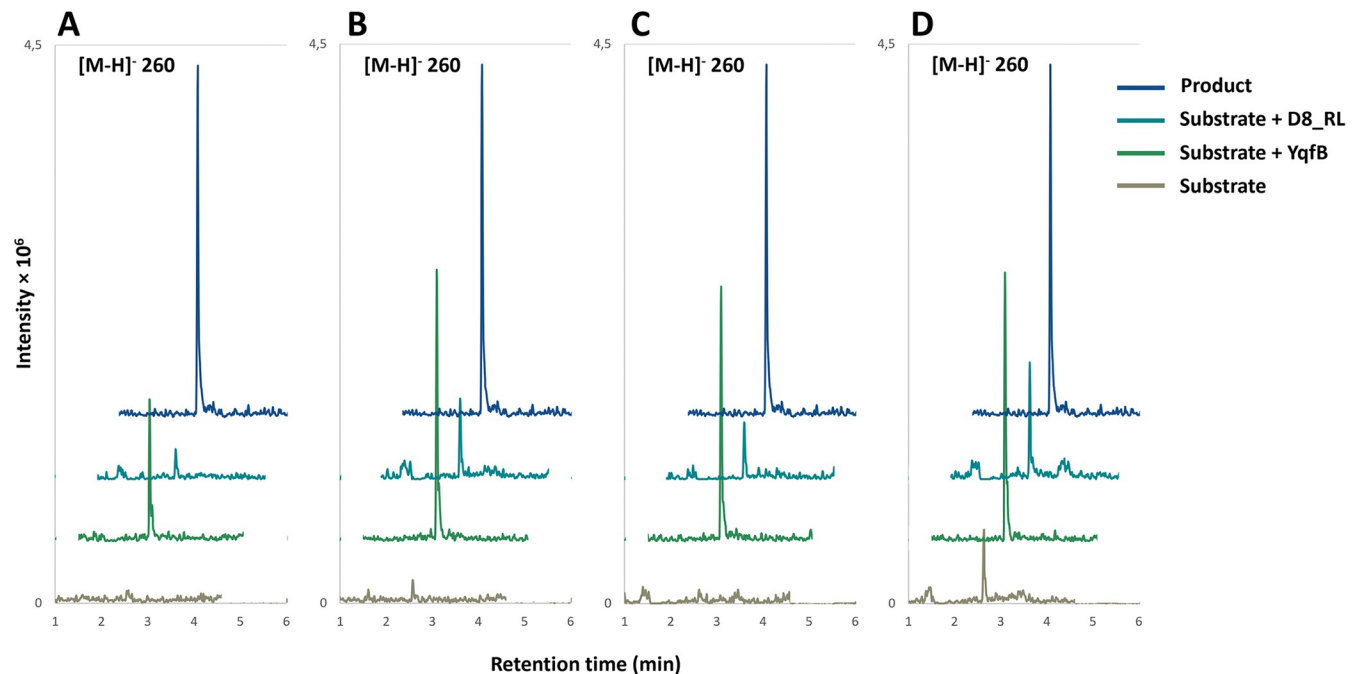 A B C D
4,5 4,5 4,5 4,5
[M-H]⁻ 260 [M-H]⁻ 260 [M-H]⁻ 260 [M-H]⁻ 260
Product
Substrate + D8_RL
Substrate + YqfB
Substrate
Intensity × 10⁶
0 0 0 0
1 2 3 4 5 6 1 2 3 4 5 6 1 2 3 4 5 6 1 2 3 4 5 6
Retention time (min)